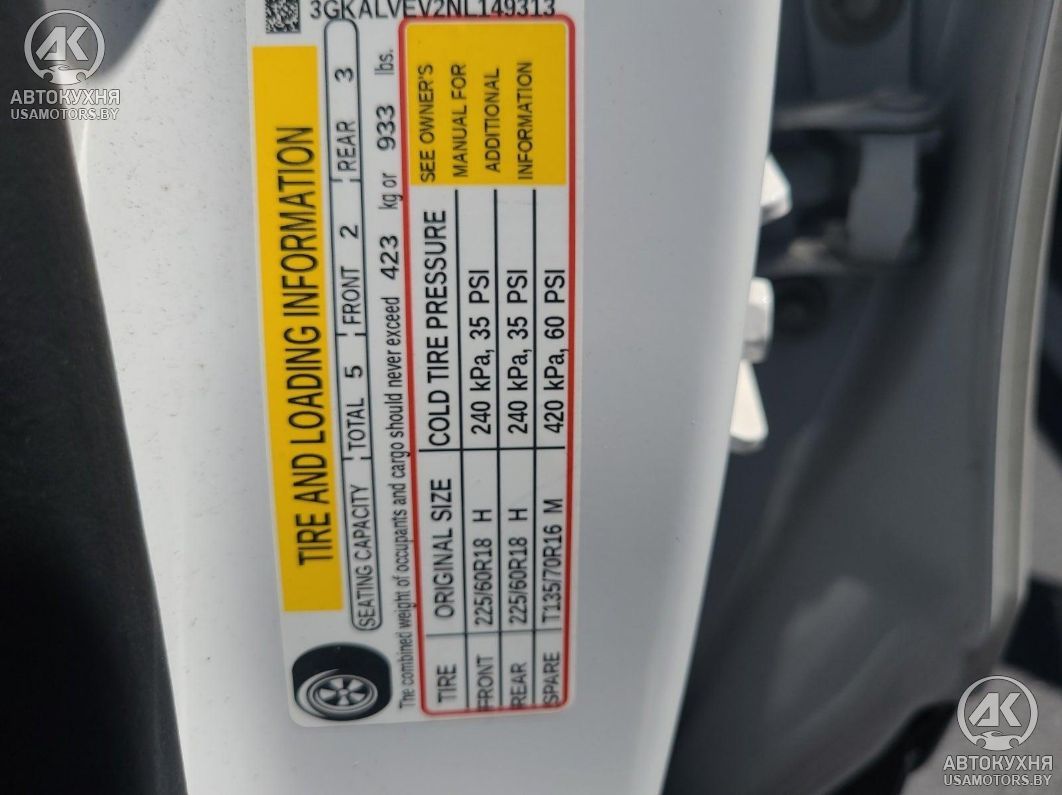 3GKALVEV2NL149313
TIRE AND LOADING INFORMATION
SEATING CAPACITY TOTAL 5 FRONT 2 REAR 3
The combined weight of occupants and cargo should never exceed 423 kg or 933 lbs.
TIRE ORIGINAL SIZE COLD TIRE PRESSURE
FRONT 225/60R18 H 240 kPa, 35 PSI
REAR 225/60R18 H 240 kPa, 35 PSI
SPARE T135/70R16 M 420 kPa, 60 PSI
SEE OWNER'S
MANUAL FOR
ADDITIONAL
INFORMATION
AK
АВТОКУХНЯ
USAMOTORS.BY
AK
АВТОКУХНЯ
USAMOTORS.BY